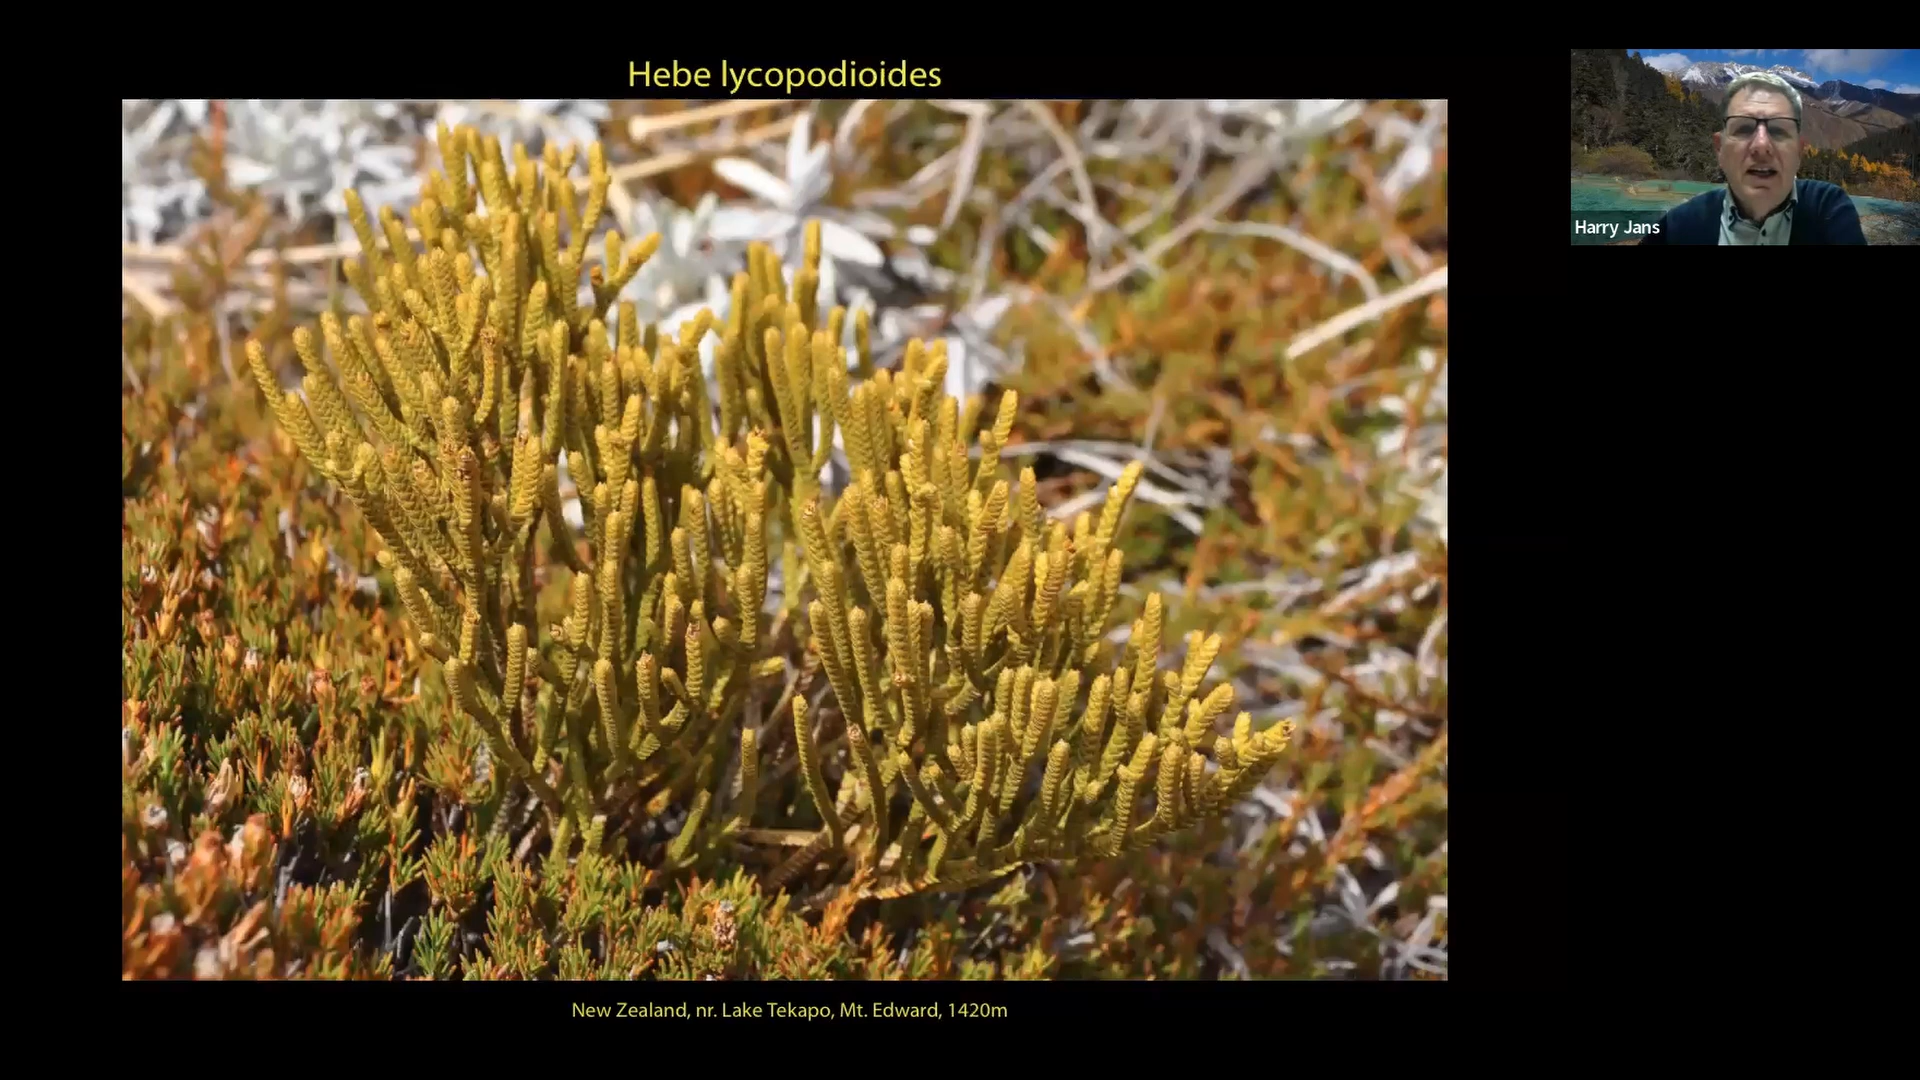 Hebe lycopodioides
Harry Jans
New Zealand, nr. Lake Tekapo, Mt. Edward, 1420m